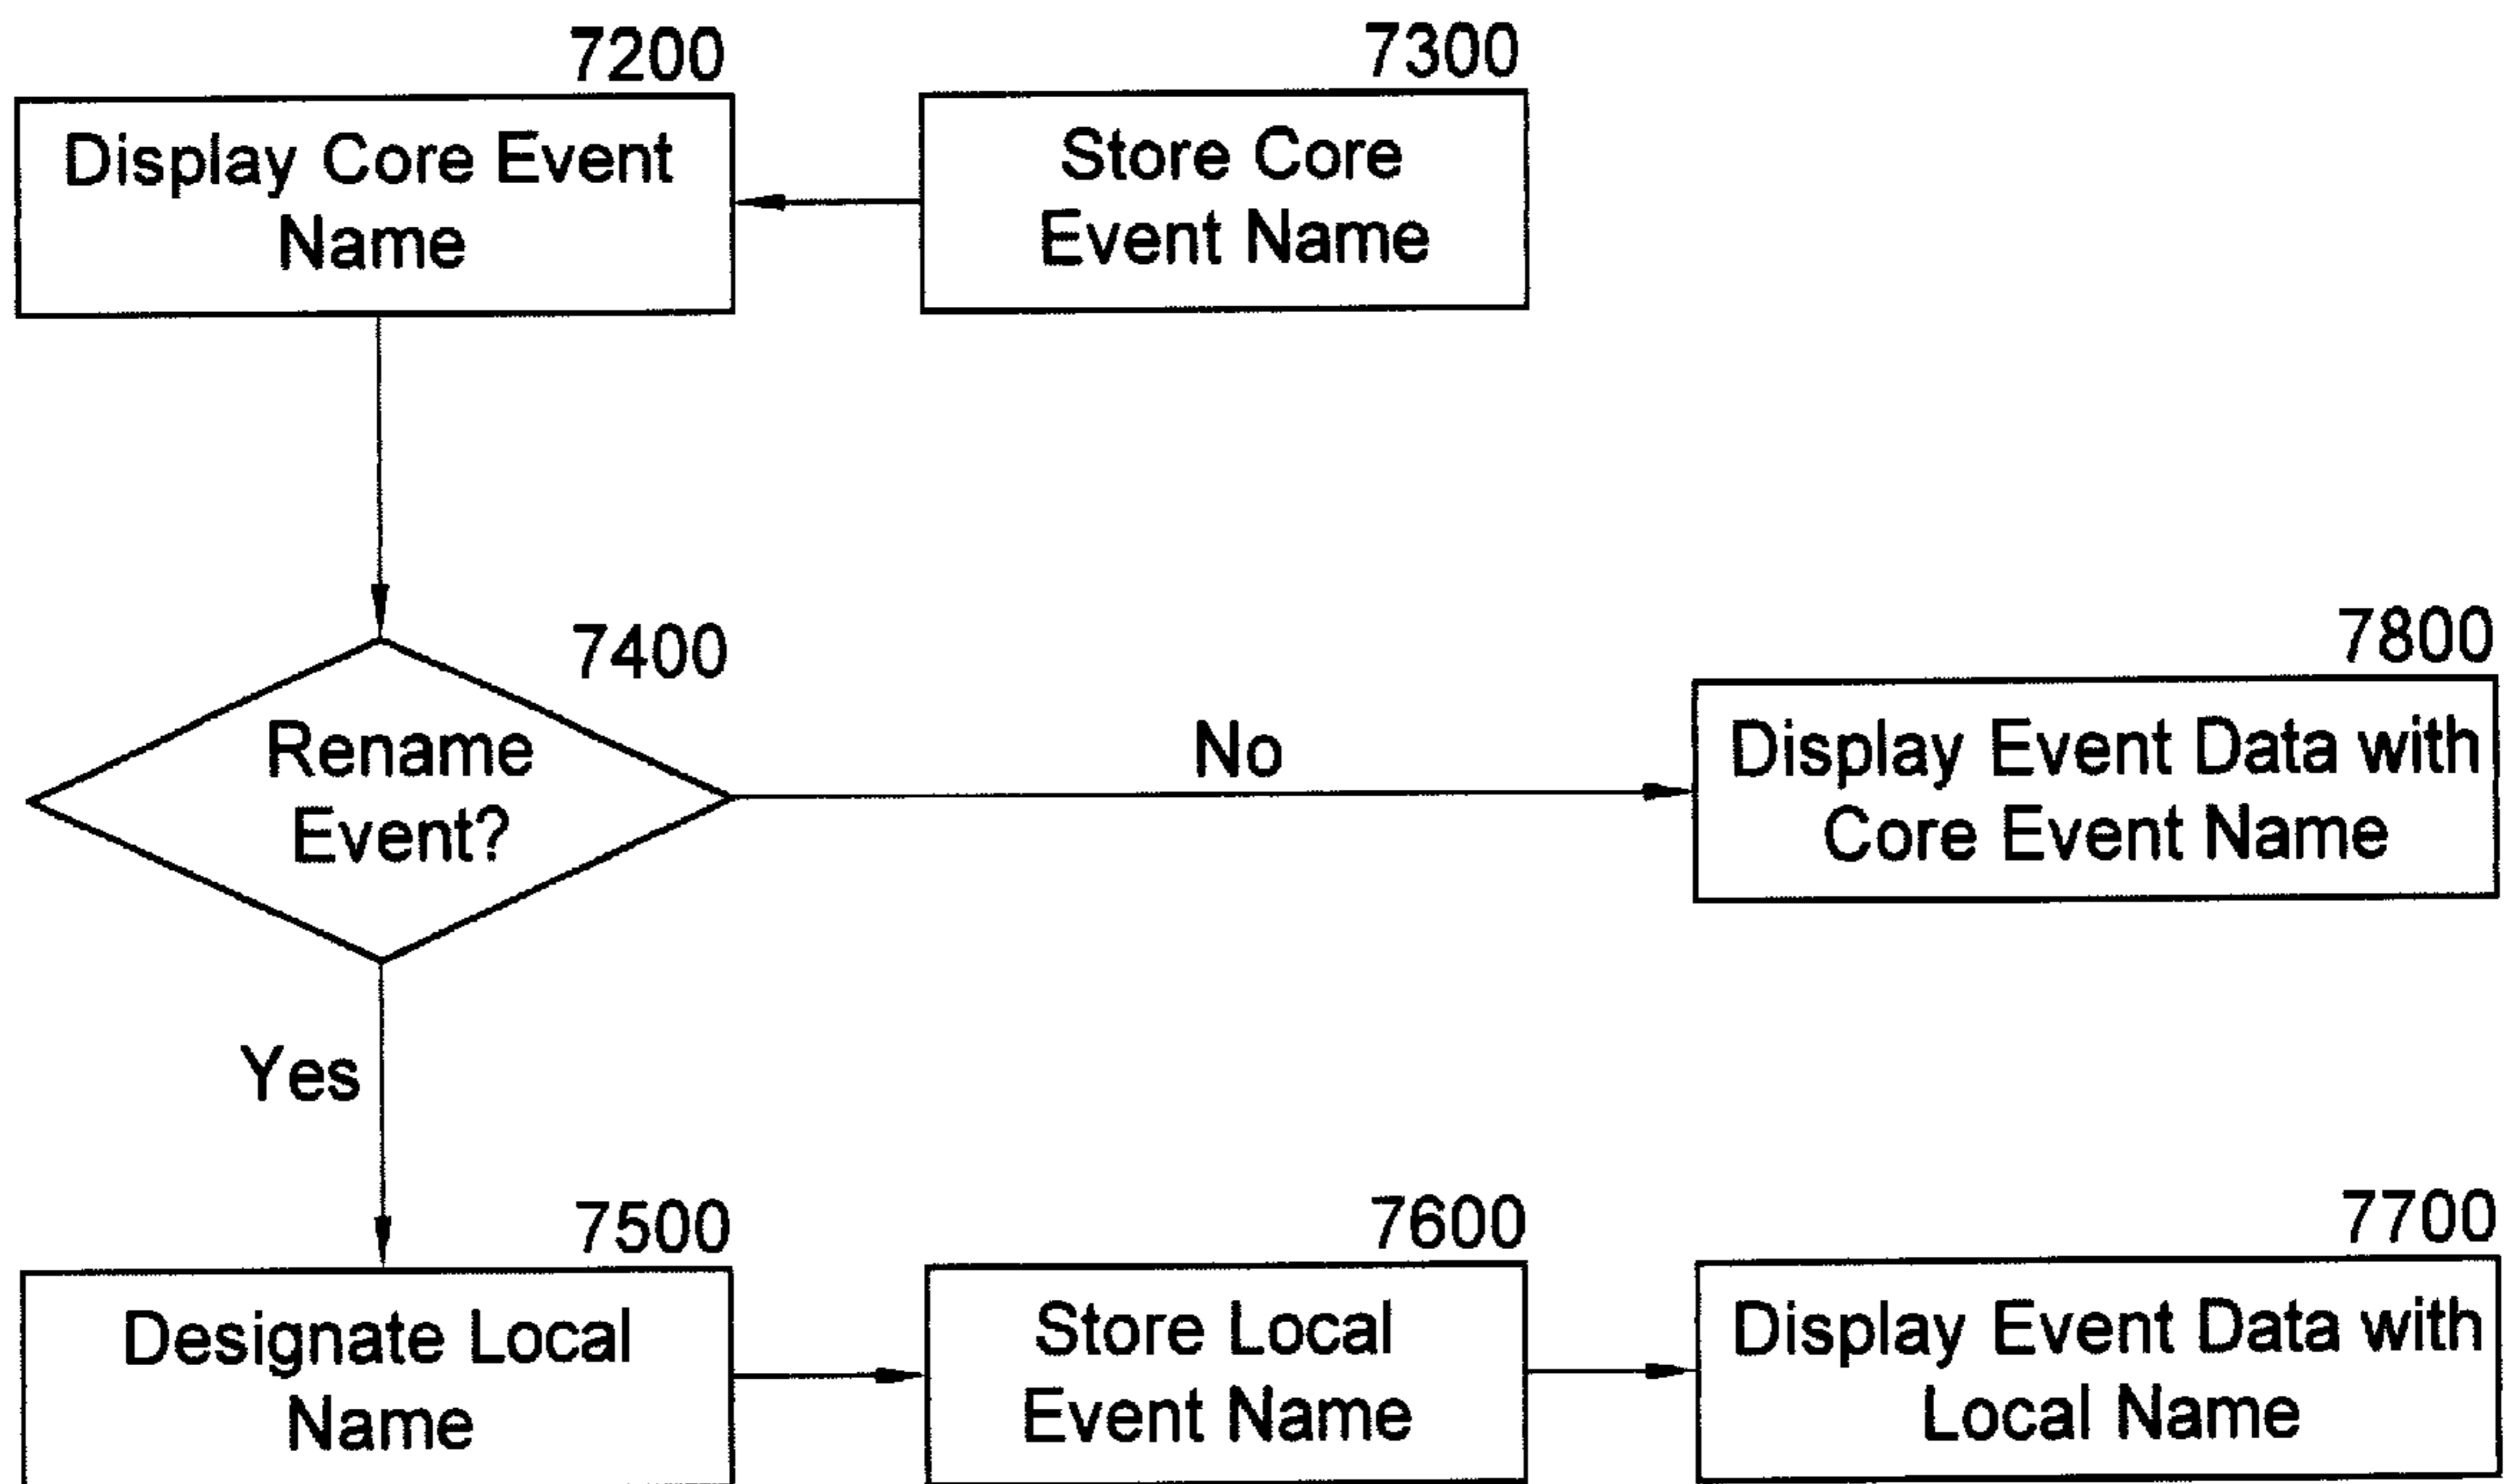 7200
Display Core Event
Name
7300
Store Core
Event Name
7400
Rename
Event?
No
7800
Display Event Data with
Core Event Name
Yes
7500
Designate Local
Name
7600
Store Local
Event Name
7700
Display Event Data with
Local Name